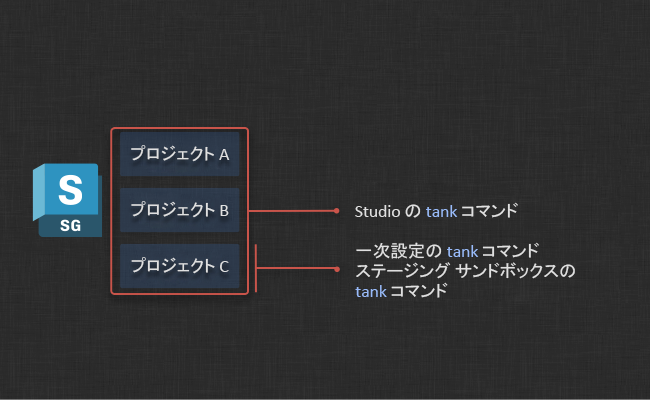 プロジェクト A
S
SG
プロジェクト B
Studio の tank コマンド
プロジェクト C
一次設定の tank コマンド
ステージング サンドボックスの
tank コマンド